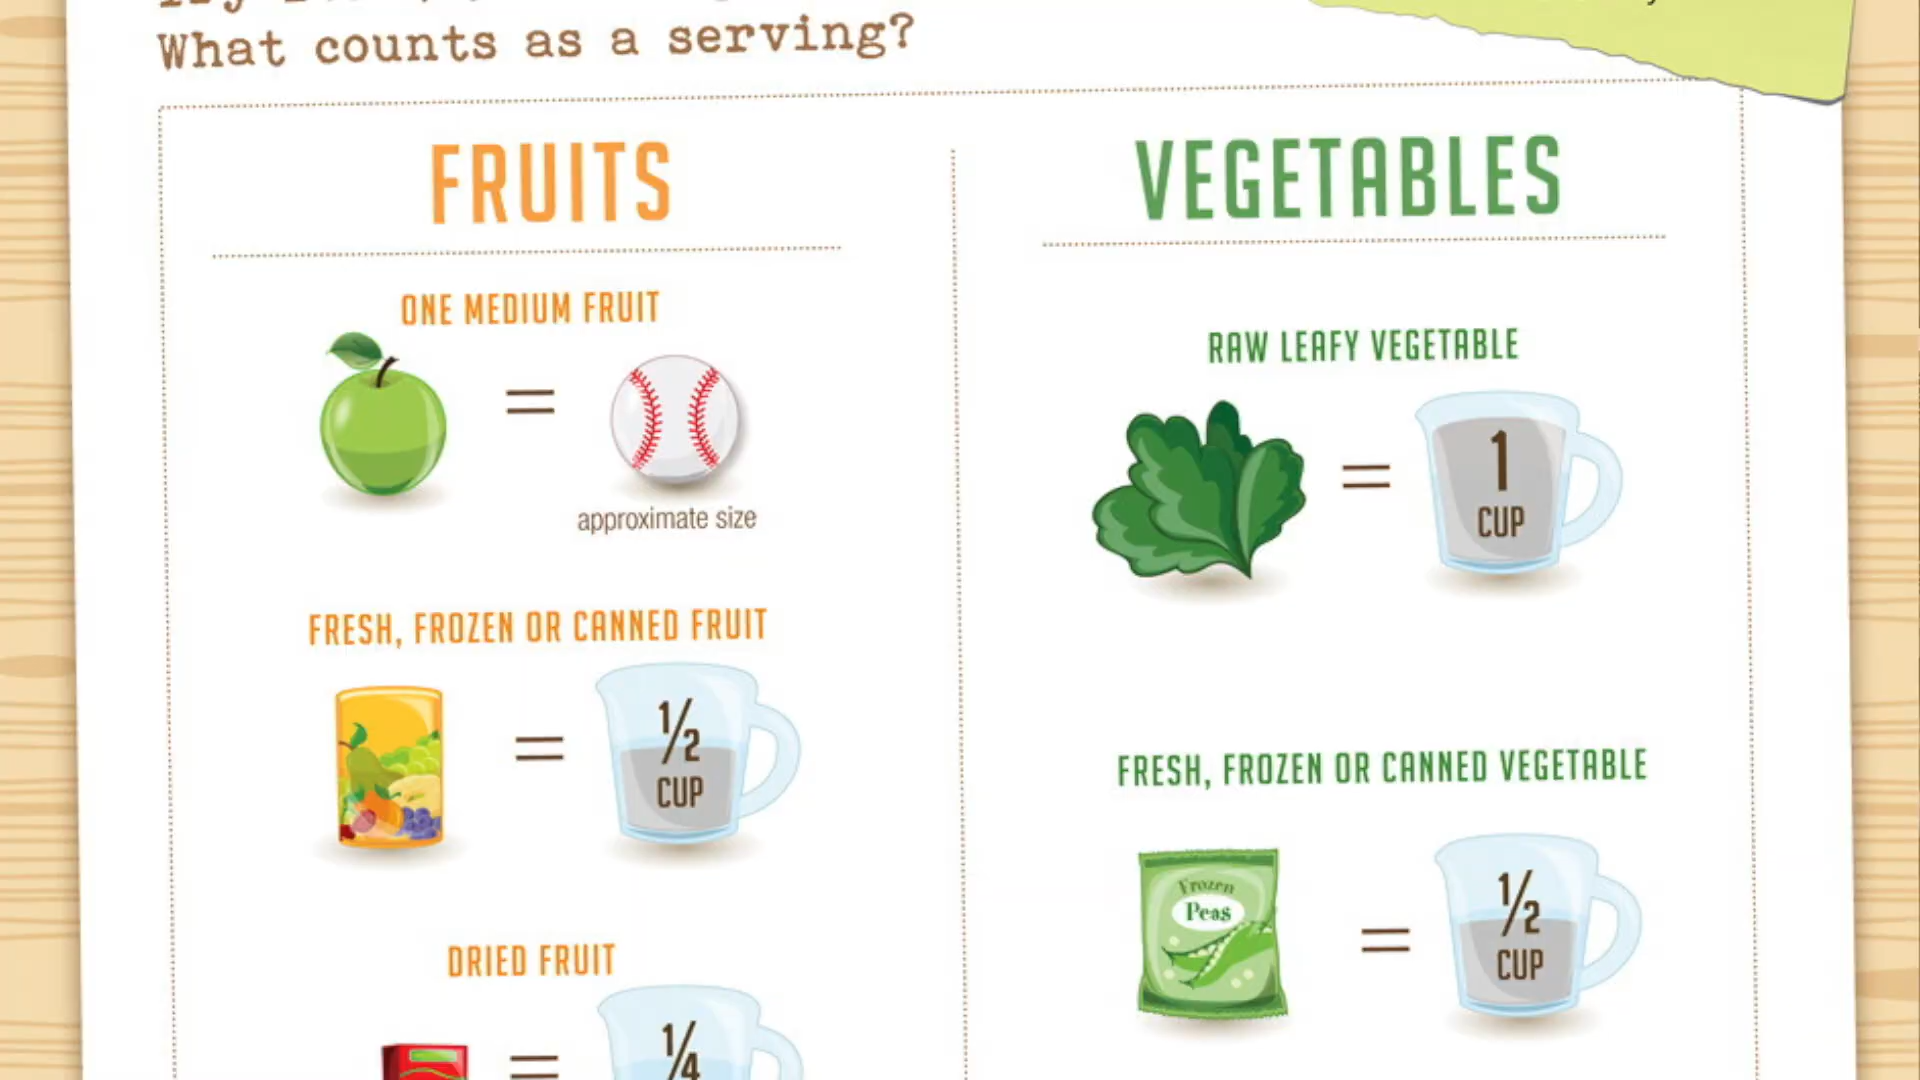 What counts as a serving?
FRUITS
ONE MEDIUM FRUIT
=
approximate size
FRESH, FROZEN OR CANNED FRUIT
=
1/2
CUP
DRIED FRUIT
=
1/4
VEGETABLES
RAW LEAFY VEGETABLE
=
1
CUP
FRESH, FROZEN OR CANNED VEGETABLE
Frozen
Peas
=
1/2
CUP